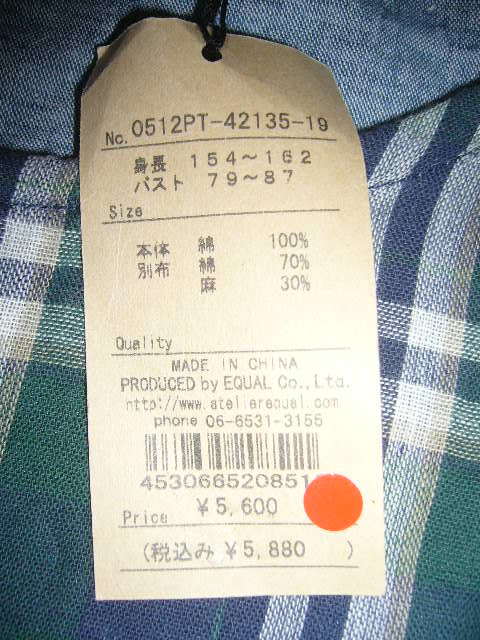 No. 0512PT-42135-19
身長 154～162
バスト 79～87
Size
本体 綿 100%
別布 綿 70%
麻 30%
Quality
MADE IN CHINA
PRODUCED by EQUAL Co., Ltd.
http://www.atelierequal.com
phone 06-6531-3155
453066520851
Price ￥5,600
(税込み ￥5,880 )